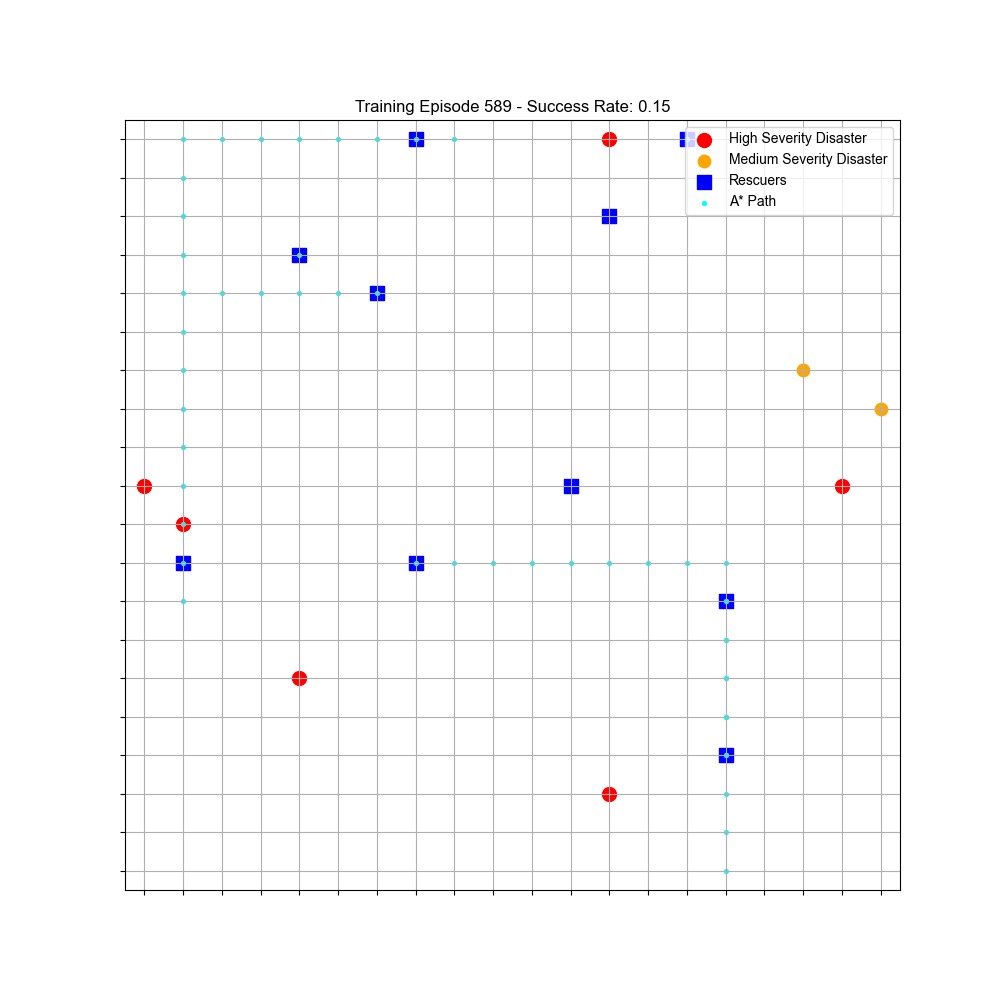 Training Episode 589 - Success Rate: 0.15
High Severity Disaster
Medium Severity Disaster
Rescuers
A* Path